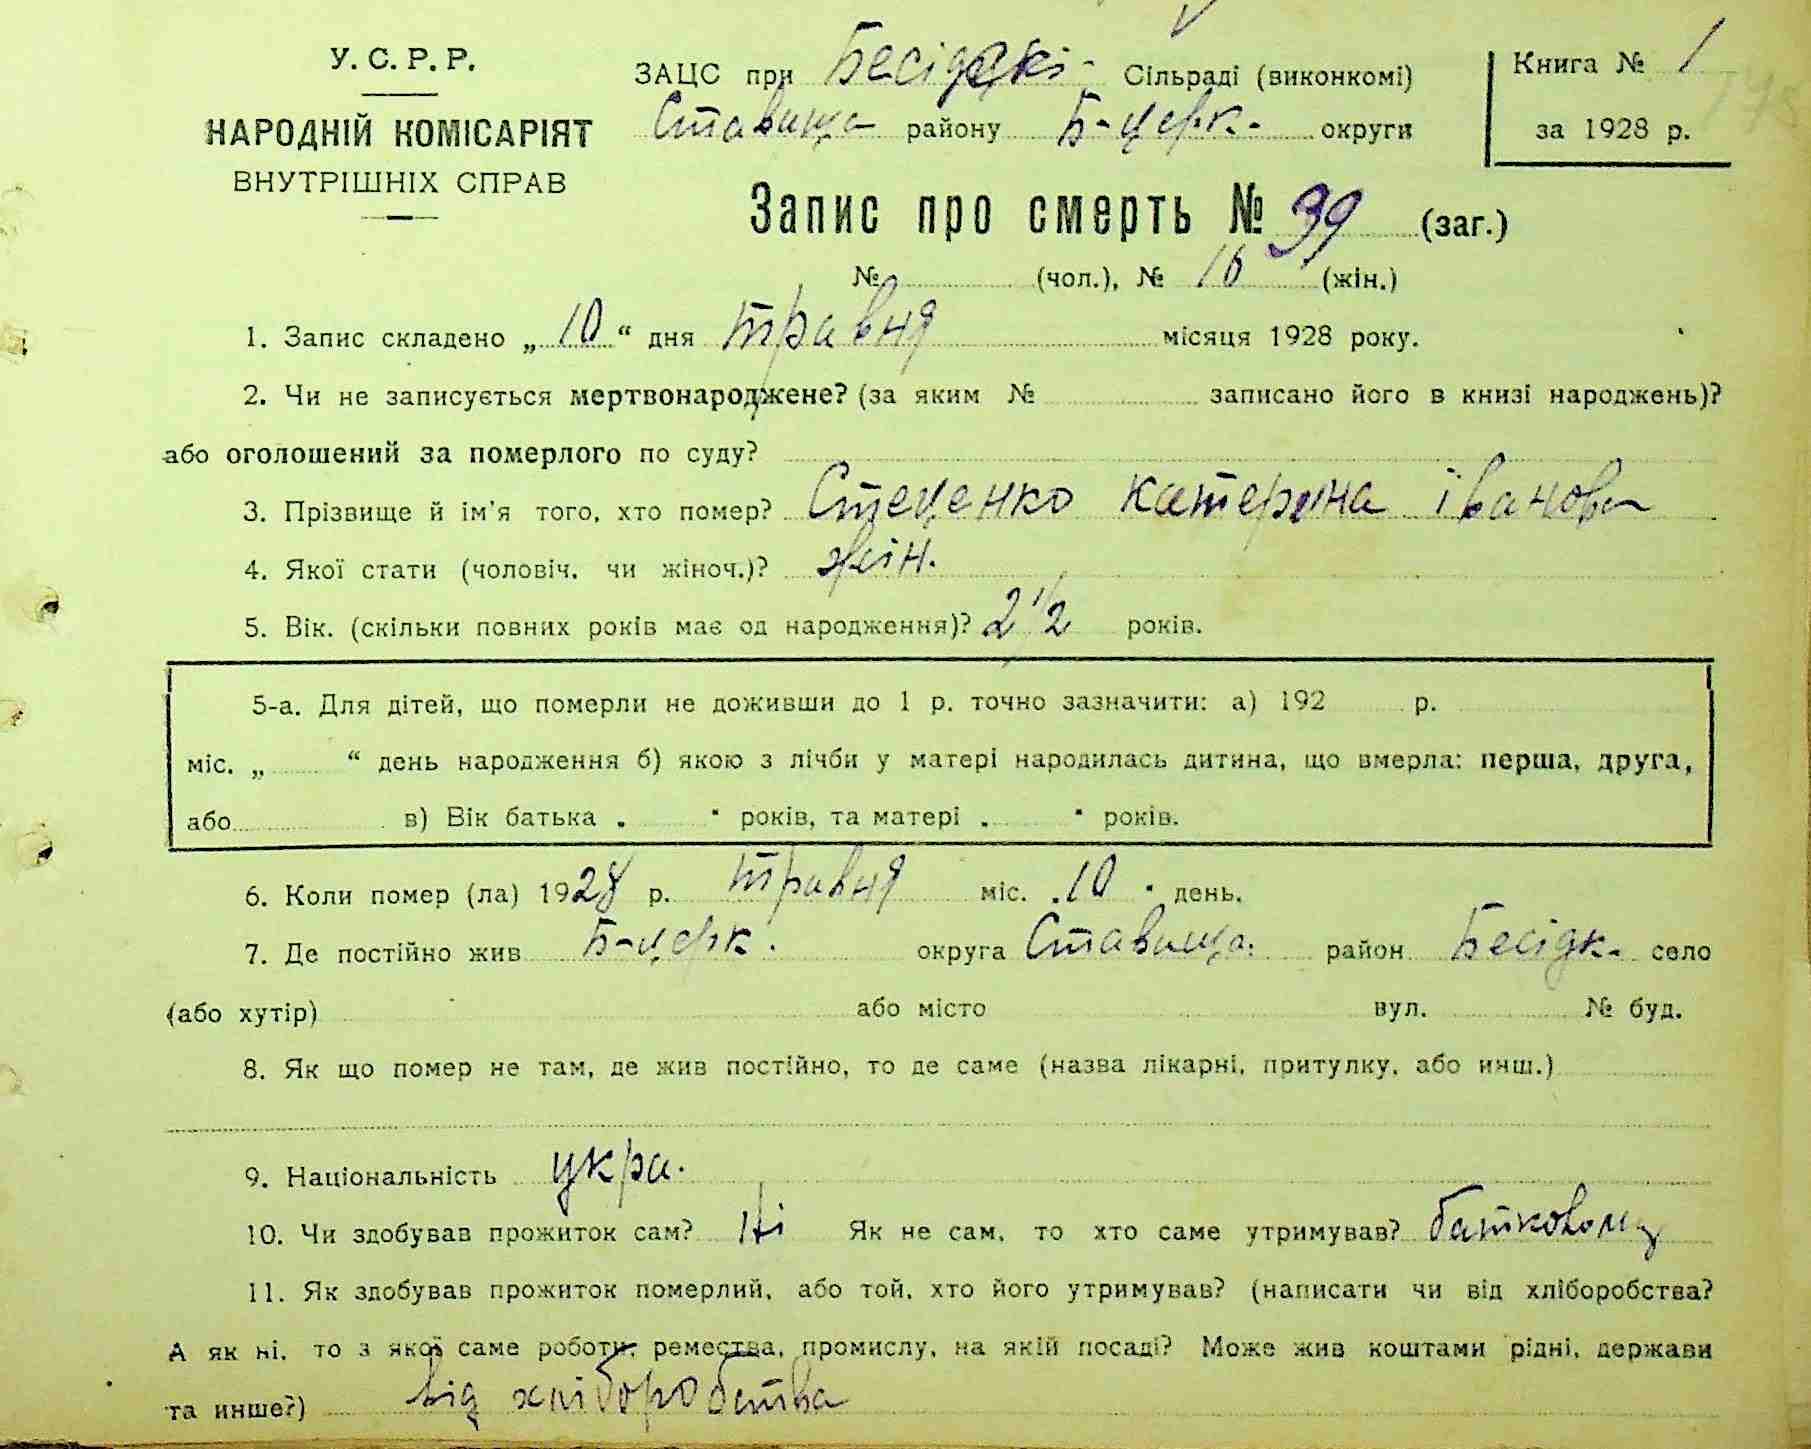 У. С. Р. Р.
НАРОДНІЙ КОМІСАРІЯТ
ВНУТРІШНІХ СПРАВ
ЗАЦС при Бесідській Сільраді (виконкомі)
Ставища району Б-церк. округи
Книга № 1
за 1928 р.
Запис про смерть № 39 (заг.)
№ (чол.), № 16 (жін.)
1. Запис складено „10“ дня травня місяця 1928 року.
2. Чи не записується мертвонароджене? (за яким № записано його в книзі народжень)?
або оголошений за померлого по суду?
3. Прізвище й ім'я того, хто помер? Стеценко Катерина Іванова
4. Якої стати (чоловіч. чи жіноч.)? жін.
5. Вік. (скільки повних років має од народження)? 2 1/2 років.
5-а. Для дітей, що померли не доживши до 1 р. точно зазначити: а) 192 р.
міс. „ “ день народження б) якою з лічби у матері народилась дитина, що вмерла: перша, друга,
або в) Вік батька „ “ років, та матері „ “ років.
6. Коли помер (ла) 1928 р. травня міс. „10“ день.
7. Де постійно жив Б-церк. округа Ставища. район Бесідк. село
(або хутір) або місто вул. № буд.
8. Як що помер не там, де жив постійно, то де саме (назва лікарні, притулку, або инш.)
9. Національність укра.
10. Чи здобував прожиток сам? Ні Як не сам, то хто саме утримував?
11. Як здобував прожиток померлий, або той, хто його утримував? (написати чи від хліборобства?
А як ні, то з якої саме роботи, ремества, промислу, на якій посаді? Може жив коштами рідні, держави
та инше?) від хліборобства